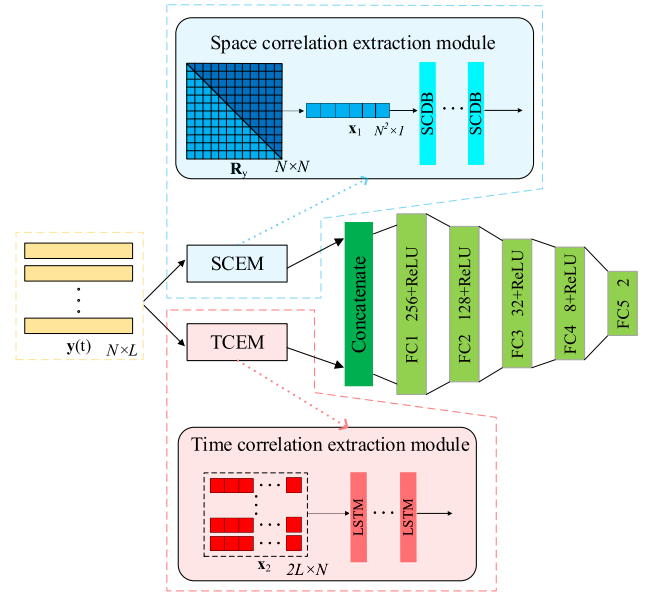 Space correlation extraction module
R_y
N×N
x_1
N^2×1
SCDB
···
SCDB
SCEM
y(t)
N×L
TCEM
Concatenate
FC1 256+ReLU
FC2 128+ReLU
FC3 32+ReLU
FC4 8+ReLU
FC5 2
Time correlation extraction module
x_2
2L×N
LSTM
···
LSTM